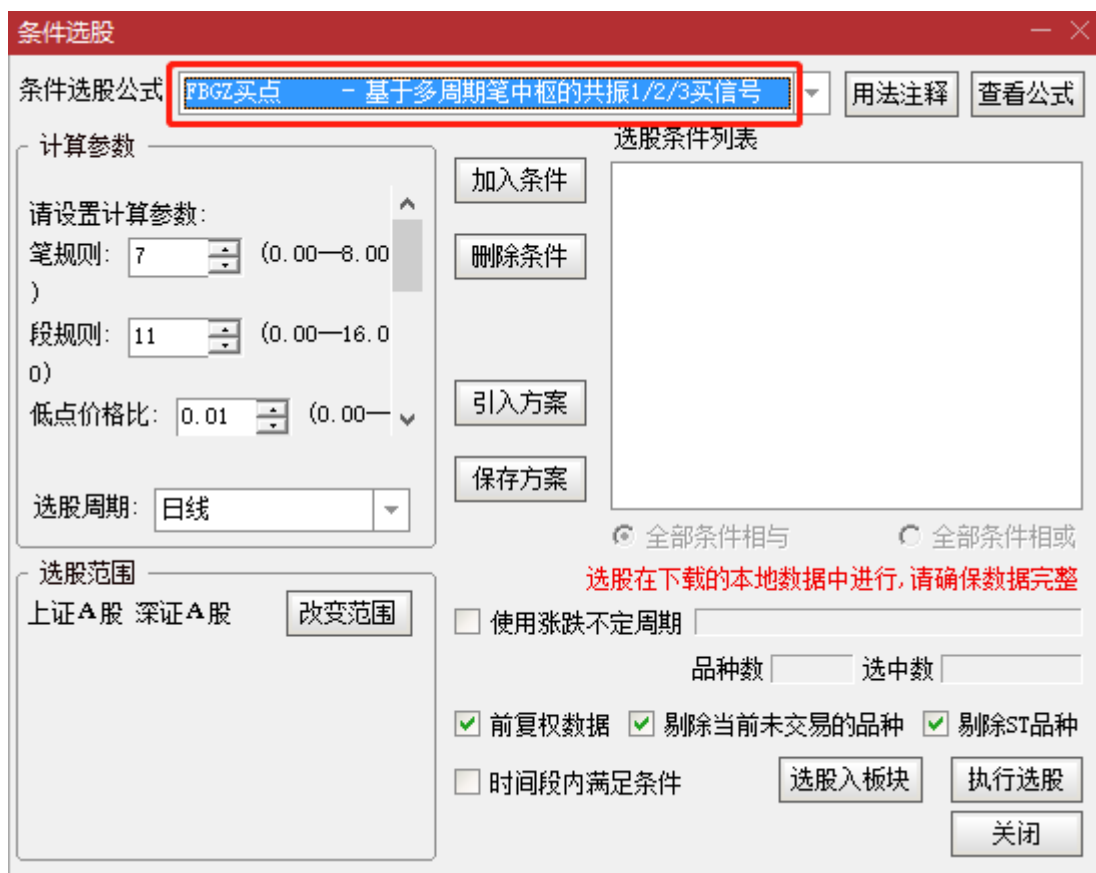 条件选股
条件选股公式 FBGZ买点 - 基于多周期笔中枢的共振1/2/3买信号 用法注释 查看公式
计算参数
请设置计算参数:
笔规则: 7 (0.00—8.00
)
段规则: 11 (0.00—16.0
0)
低点价格比: 0.01 (0.00—
选股周期: 日线
加入条件
删除条件
引入方案
保存方案
选股条件列表
全部条件相与 全部条件相或
选股范围
上证A股 深证A股 改变范围
选股在下载的本地数据中进行,请确保数据完整
使用涨跌不定周期
品种数 选中数
前复权数据 剔除当前未交易的品种 剔除ST品种
时间段内满足条件 选股入板块 执行选股
关闭